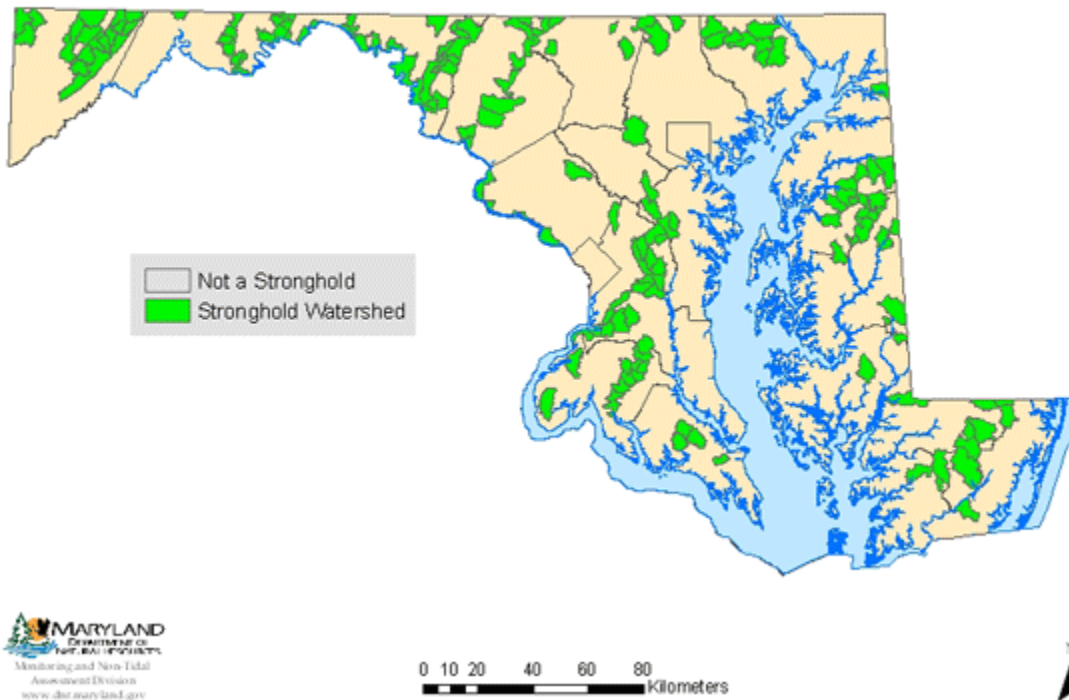 Not a Stronghold
Stronghold Watershed
MARYLAND
DEPARTMENT OF
NATURAL RESOURCES
Monitoring and Non-Tidal
Assessment Division
www.dnr.maryland.gov
0 10 20 40 60 80
Kilometers